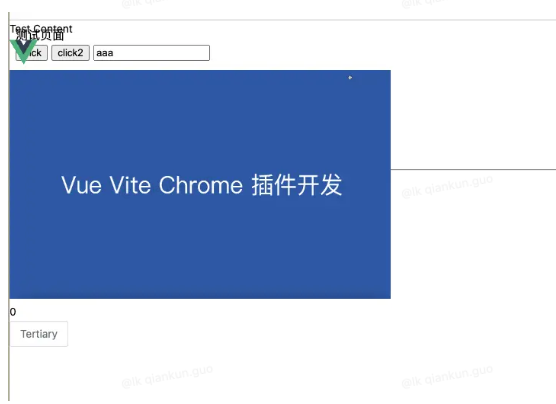 Test Content
测试页面
click2
aaa
Vue Vite Chrome 插件开发
@lk qiankun.guo
0
Tertiary
@lk qiankun.guo
@lk qiankun.guo